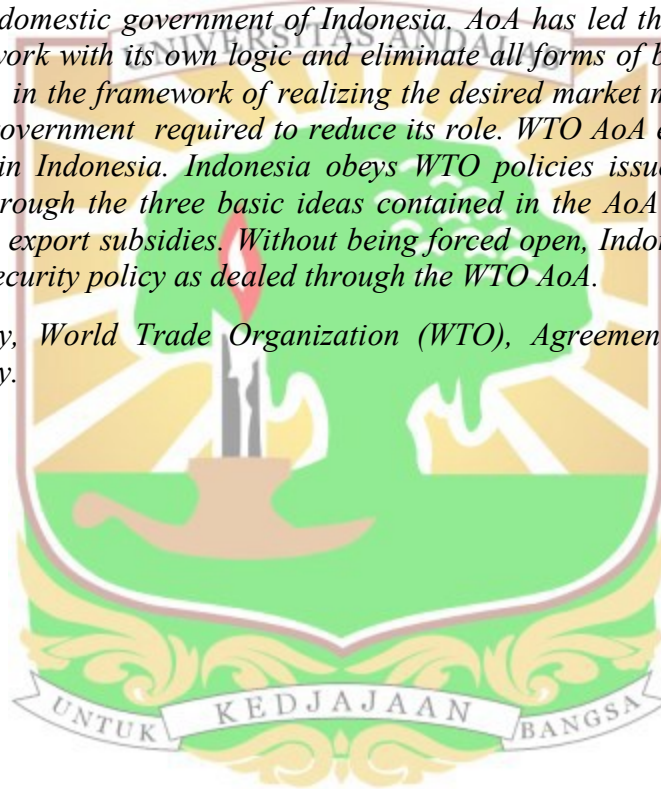 domestic government of Indonesia. AoA has led th
UNIVERSITAS ANDALAS
work with its own logic and eliminate all forms of b
in the framework of realizing the desired market
government required to reduce its role. WTO AoA
in Indonesia. Indonesia obeys WTO policies issue
rough the three basic ideas contained in the AoA
export subsidies. Without being forced open, Indon
ecurity policy as dealed through the WTO AoA.
y, World Trade Organization (WTO), Agreemen
y.
UNTUK KEDJAJAAN BANGSA